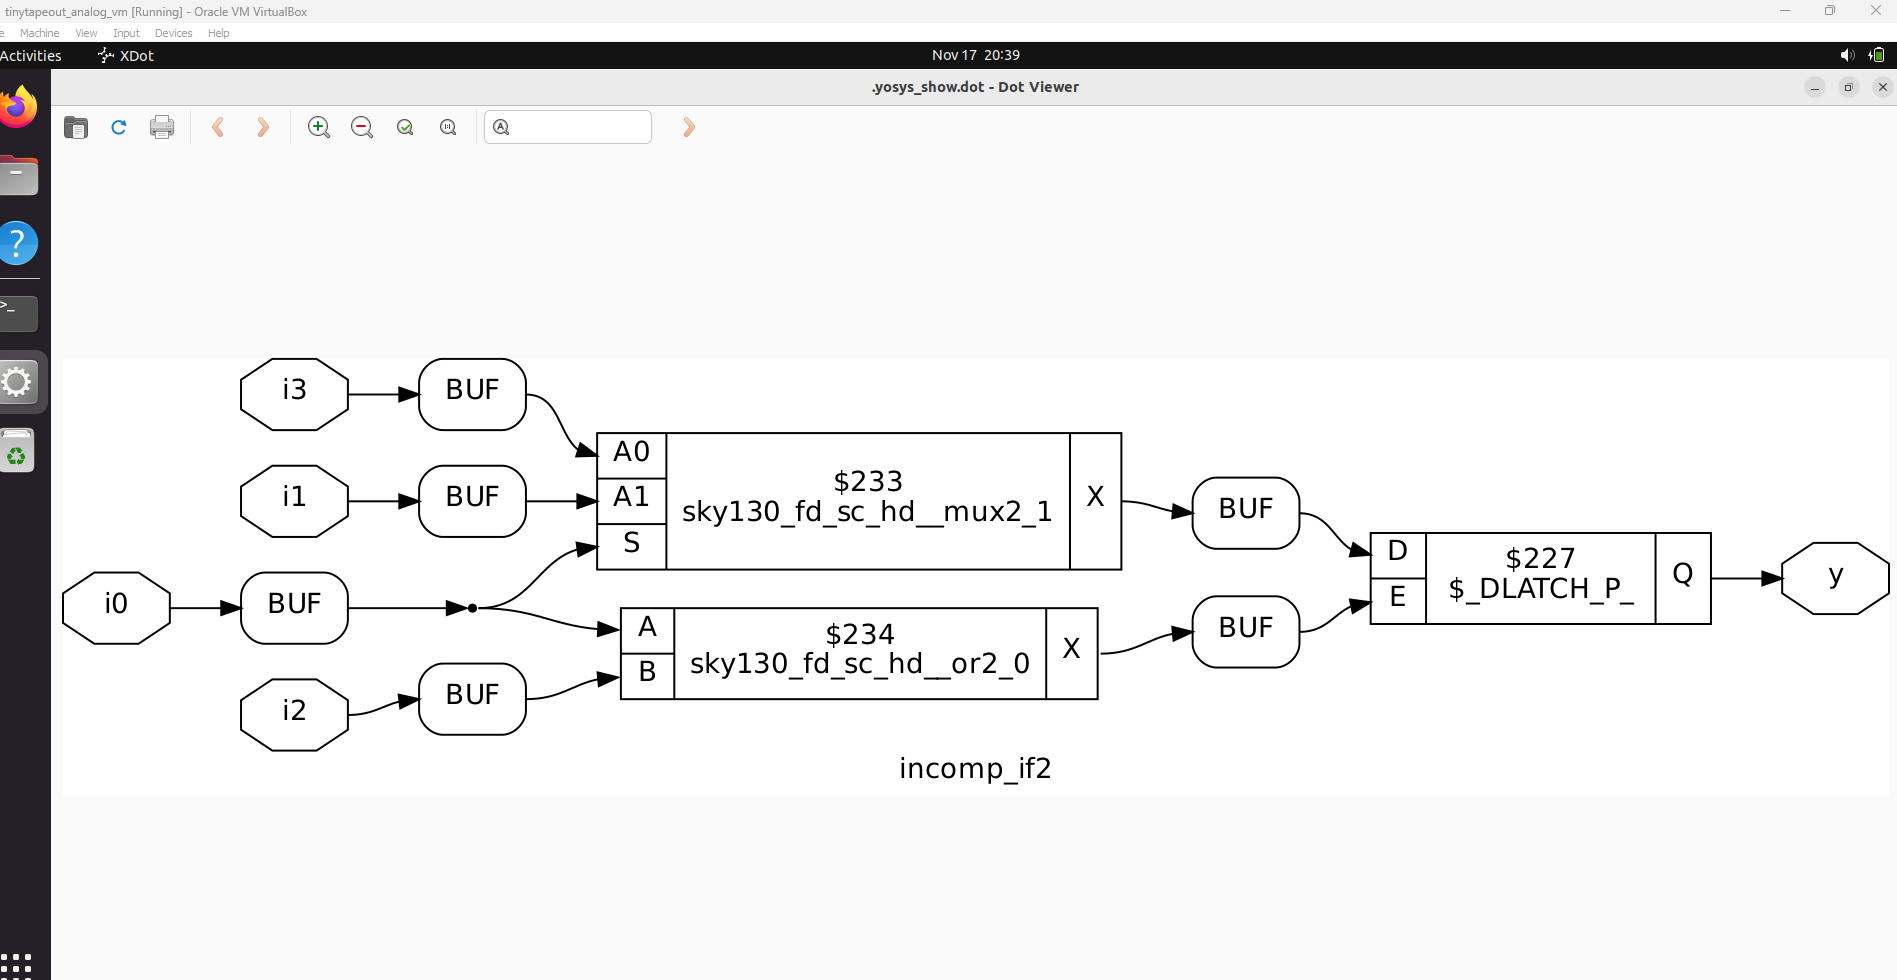 tinytapeout_analog_vm [Running] - Oracle VM VirtualBox
e Machine View Input Devices Help
Activities XDot Nov 17 20:39
.yosys_show.dot - Dot Viewer
i3 BUF
A0
i1 BUF A1
$233
sky130_fd_sc_hd__mux2_1
X
S
BUF
i0 BUF
A
B
$234
sky130_fd_sc_hd__or2_0
X
BUF
i2 BUF
D
E
$227
$_DLATCH_P_
Q
y
incomp_if2